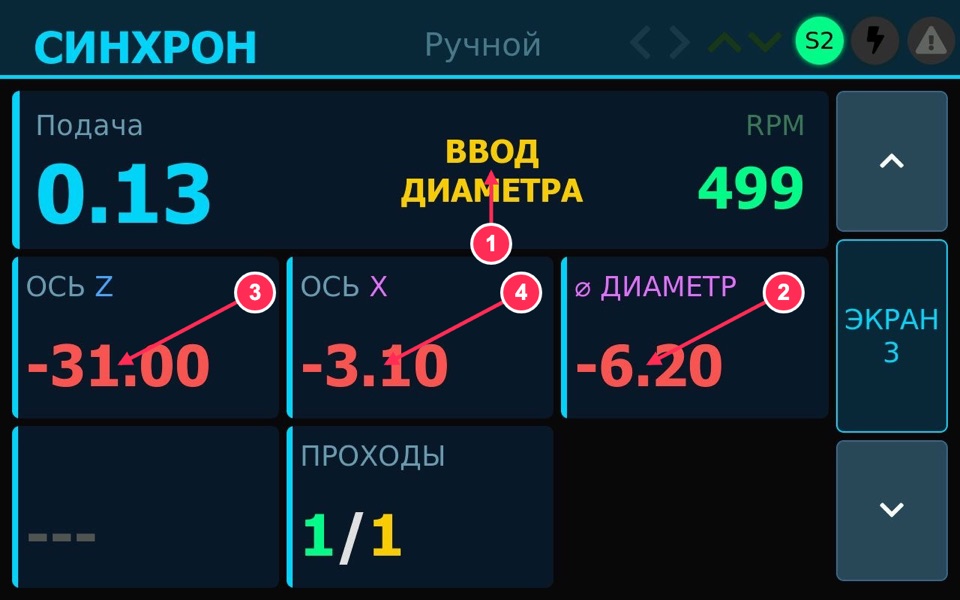 СИНХРОН
Ручной
S2
Подача
0.13
ВВОД
ДИАМЕТРА
RPM
499
1
ОСЬ Z
-31.00
3
ОСЬ X
-3.10
4
⌀ ДИАМЕТР
-6.20
2
ЭКРАН
3
---
ПРОХОДЫ
1/1